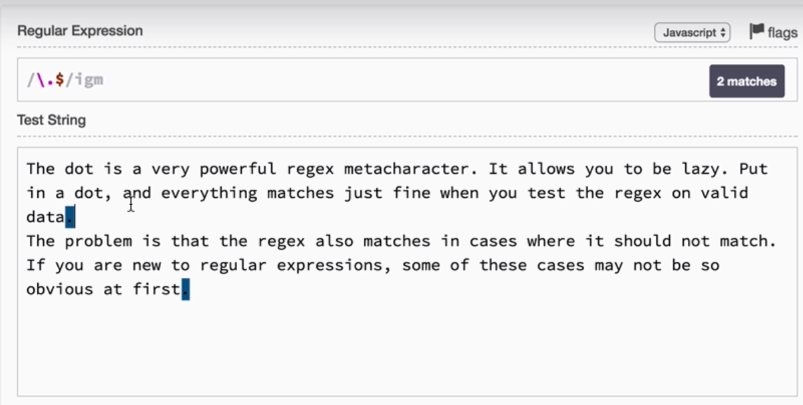 Regular Expression
Javascript
flags
/\.$/igm
2 matches
Test String
The dot is a very powerful regex metacharacter. It allows you to be lazy. Put
in a dot, and everything matches just fine when you test the regex on valid
data.
The problem is that the regex also matches in cases where it should not match.
If you are new to regular expressions, some of these cases may not be so
obvious at first.